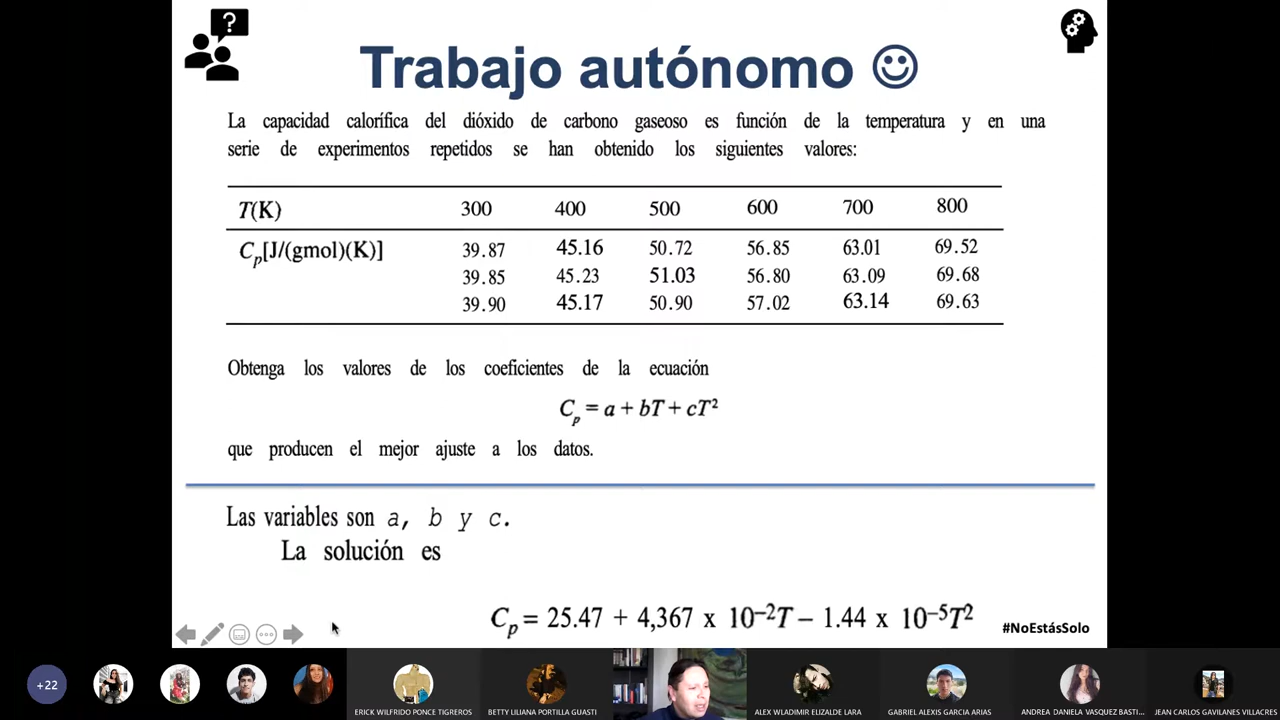 ?
Trabajo autónomo
La capacidad calorífica del dióxido de carbono gaseoso es función de la temperatura y en una
serie de experimentos repetidos se han obtenido los siguientes valores:
T(K) 300 400 500 600 700 800
Cp[J/(gmol)(K)] 39.87 45.16 50.72 56.85 63.01 69.52
39.85 45.23 51.03 56.80 63.09 69.68
39.90 45.17 50.90 57.02 63.14 69.63
Obtenga los valores de los coeficientes de la ecuación
Cp = a + bT + cT²
que producen el mejor ajuste a los datos.
Las variables son a, b y c.
La solución es
Cp = 25.47 + 4,367 x 10⁻²T – 1.44 x 10⁻⁵T²
#NoEstásSolo
+22
ERICK WILFRIDO PONCE TIGREROS
BETTY LILIANA PORTILLA GUASTI
ALEX WLADIMIR ELIZALDE LARA
GABRIEL ALEXIS GARCIA ARIAS
ANDREA DANIELA VASQUEZ BASTI...
JEAN CARLOS GAVILANES VILLACRES